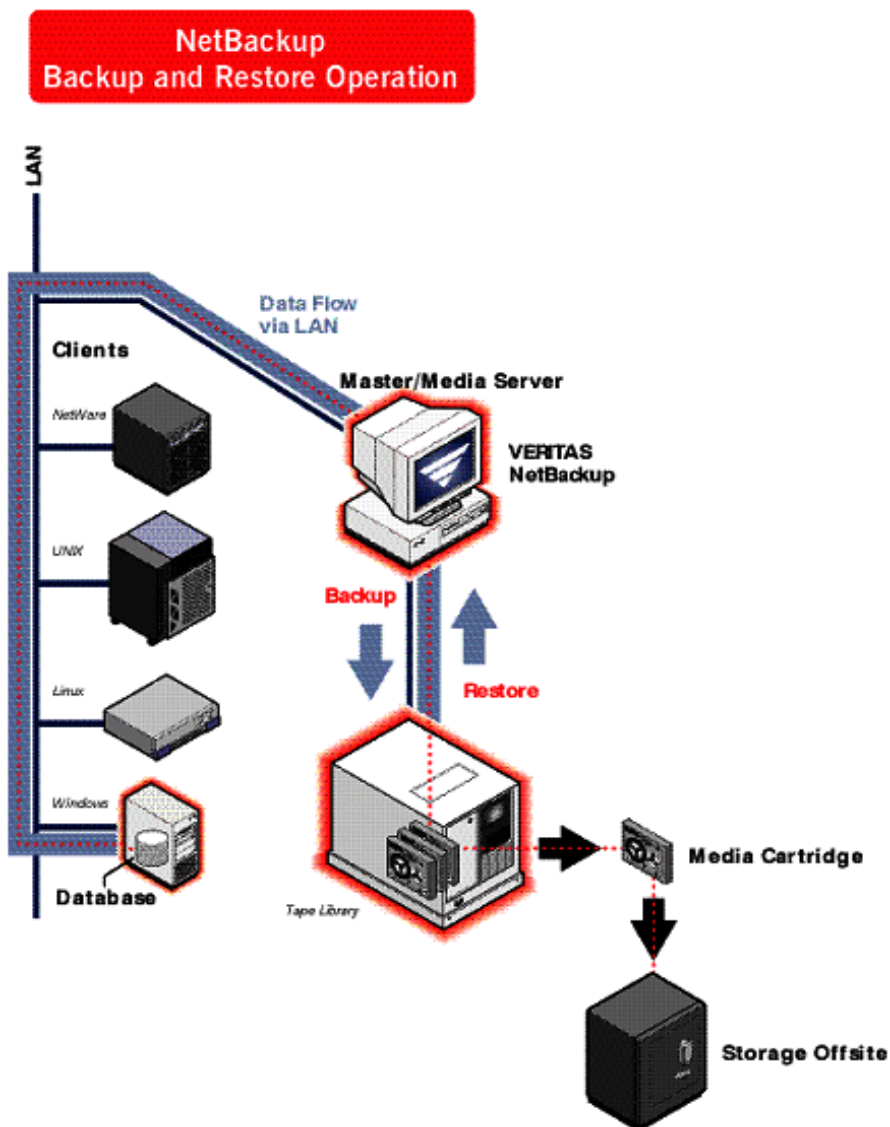 NetBackup
Backup and Restore Operation
LAN
Data Flow
via LAN
Clients
Master/Media Server
NetWare
VERITAS
NetBackup
UNIX
Backup
Restore
Linux
Windows
Database
Tape Library
Media Cartridge
Storage Offsite